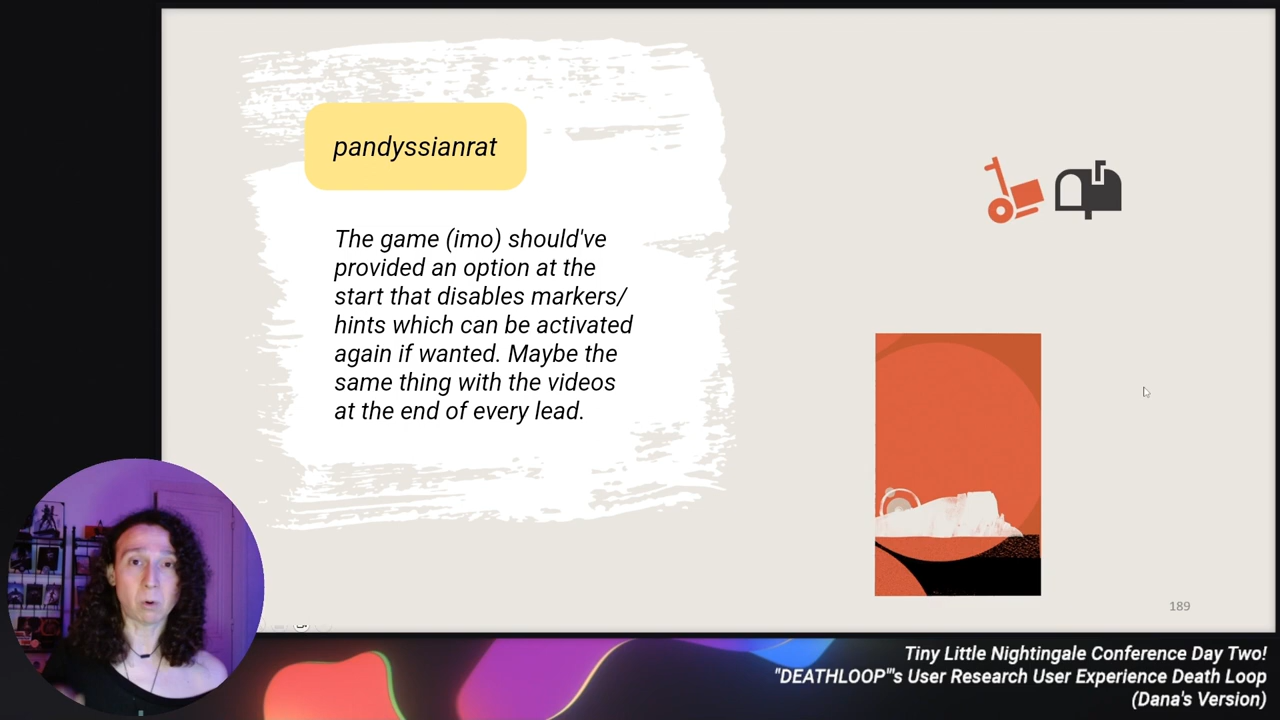 pandyssianrat
The game (imo) should've
provided an option at the
start that disables markers/
hints which can be activated
again if wanted. Maybe the
same thing with the videos
at the end of every lead.
189
Tiny Little Nightingale Conference Day Two!
"DEATHLOOP"'s User Research User Experience Death Loop
(Dana's Version)